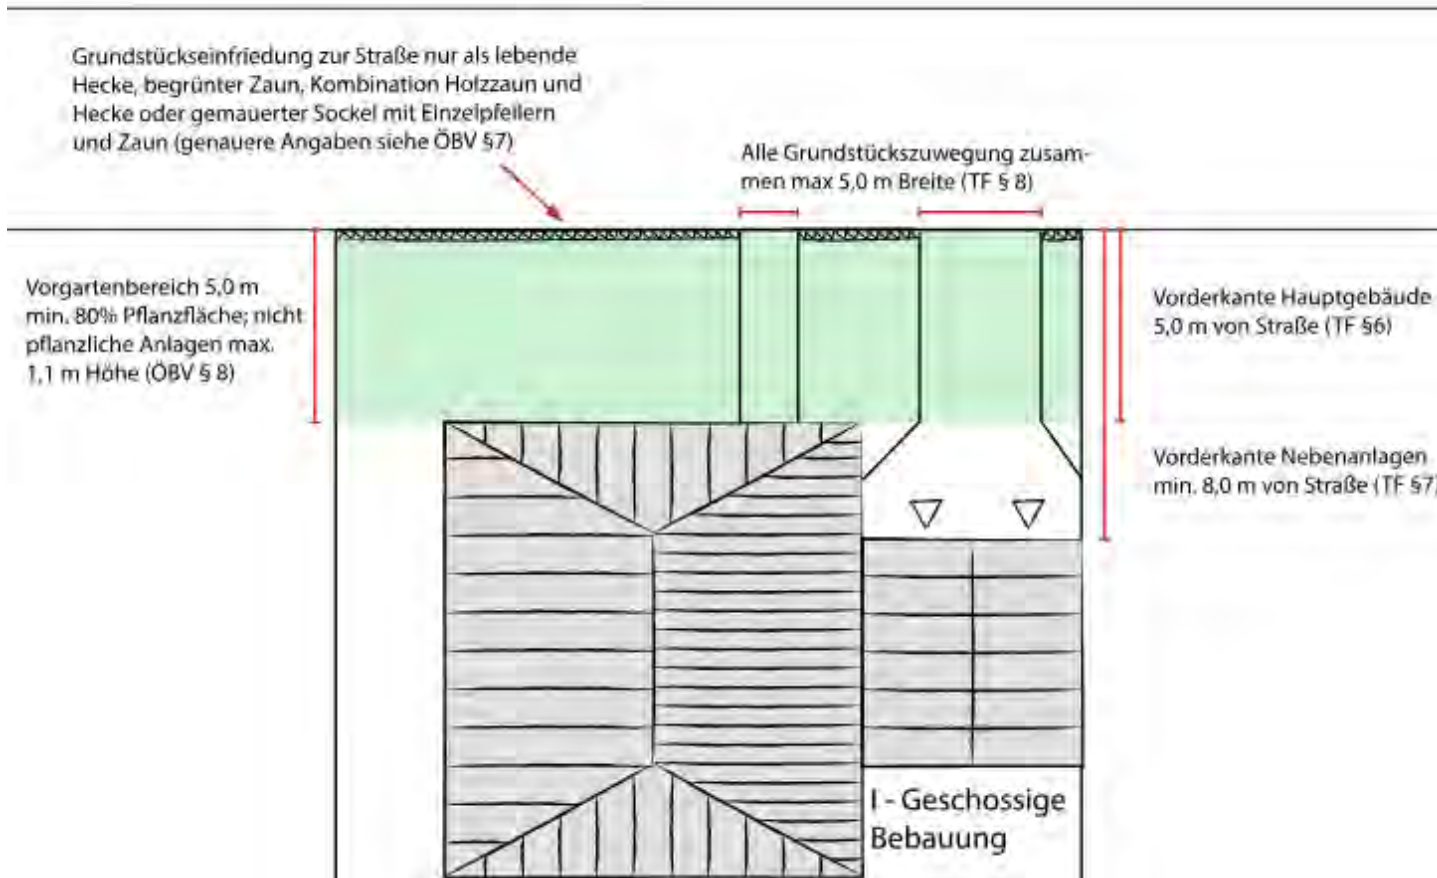 Grundstückseinfriedung zur Straße nur als lebende
Hecke, begrünter Zaun, Kombination Holzzaun und
Hecke oder gemauerter Sockel mit Einzelpfeilern
und Zaun (genauere Angaben siehe ÖBV §7)
Alle Grundstückszuwegung zusam-
men max 5,0 m Breite (TF § 8)
Vorgartenbereich 5,0 m
min. 80% Pflanzfläche; nicht
pflanzliche Anlagen max.
1,1 m Höhe (ÖBV § 8)
Vorderkante Hauptgebäude
5,0 m von Straße (TF §6)
Vorderkante Nebenanlagen
min. 8,0 m von Straße (TF §7)
I - Geschossige
Bebauung